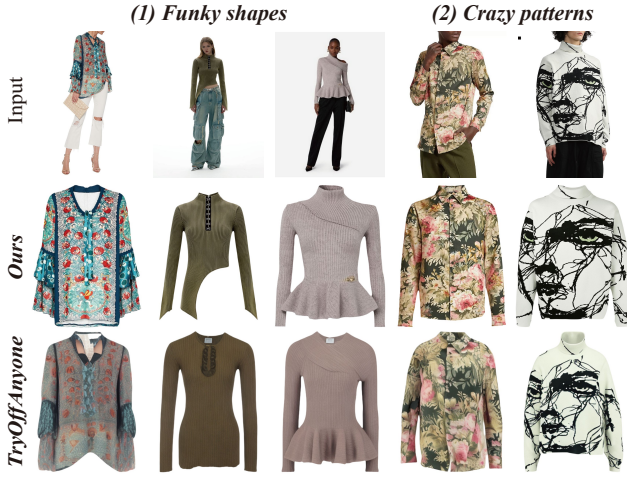 (1) Funky shapes
(2) Crazy patterns
Input
Ours
TryOffAnyone